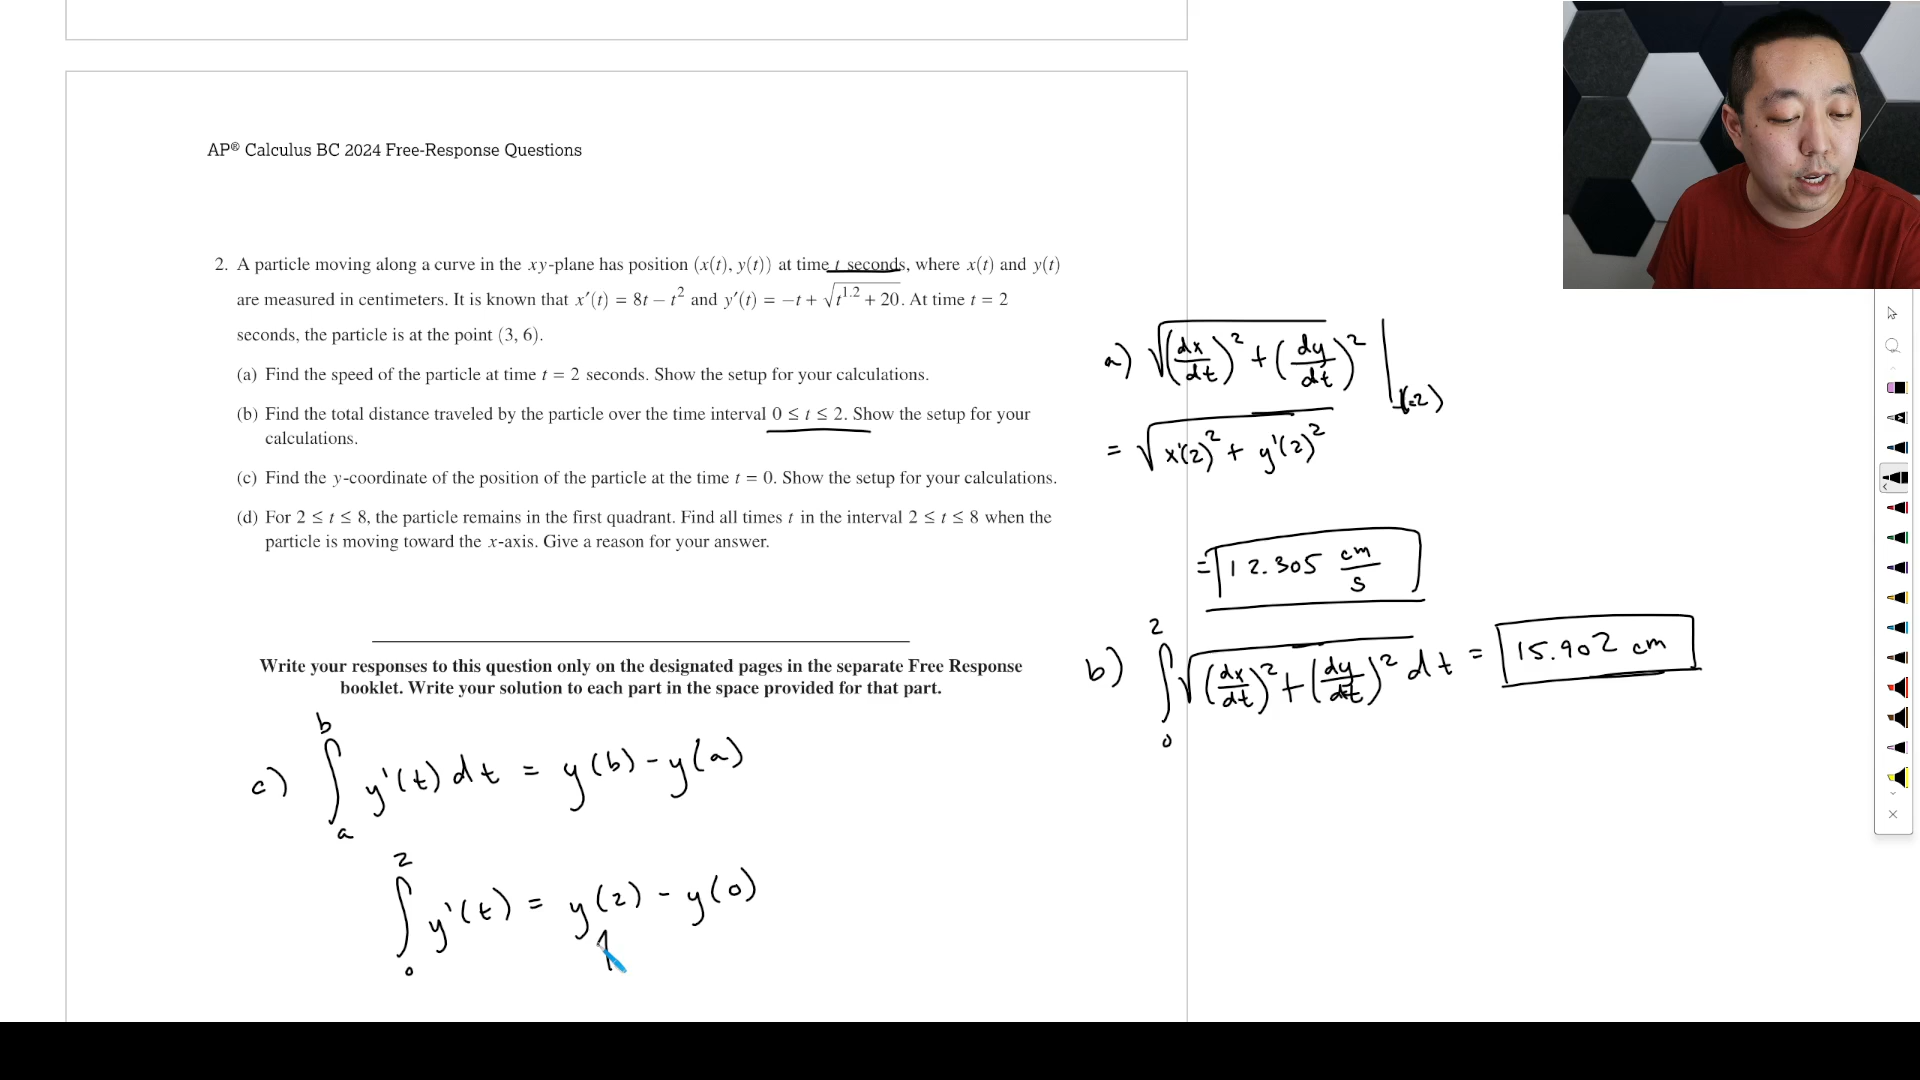 AP® Calculus BC 2024 Free-Response Questions
2. A particle moving along a curve in the xy-plane has position (x(t), y(t)) at time t seconds, where x(t) and y(t)
are measured in centimeters. It is known that x′(t) = 8t − t² and y′(t) = −t + √(t^1.2 + 20). At time t = 2
seconds, the particle is at the point (3, 6).
(a) Find the speed of the particle at time t = 2 seconds. Show the setup for your calculations.
(b) Find the total distance traveled by the particle over the time interval 0 ≤ t ≤ 2. Show the setup for your
calculations.
(c) Find the y-coordinate of the position of the particle at the time t = 0. Show the setup for your calculations.
(d) For 2 ≤ t ≤ 8, the particle remains in the first quadrant. Find all times t in the interval 2 ≤ t ≤ 8 when the
particle is moving toward the x-axis. Give a reason for your answer.
Write your responses to this question only on the designated pages in the separate Free Response
booklet. Write your solution to each part in the space provided for that part.
a) √((dx/dt)² + (dy/dt)²) | t=2
= √(x'(2)² + y'(2)²)
= 12.305 cm/s
b) ∫₀² √((dx/dt)² + (dy/dt)²) dt = 15.902 cm
c) ∫ₐᵇ y'(t) dt = y(b) - y(a)
∫₀² y'(t) = y(2) - y(0)